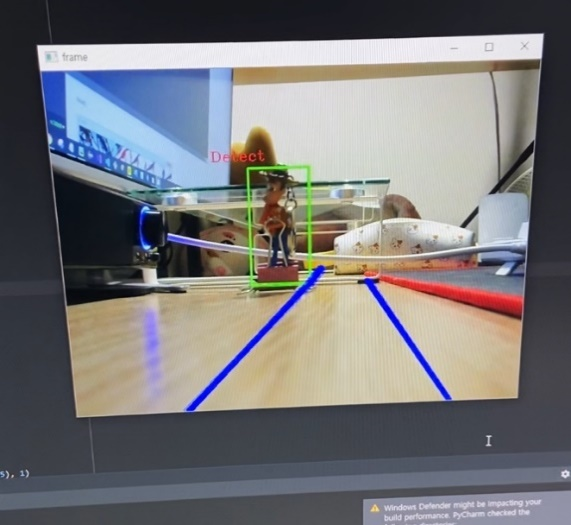 frame
Detect
5), 1)
Windows Defender might be impacting your
build performance. PyCharm checked the